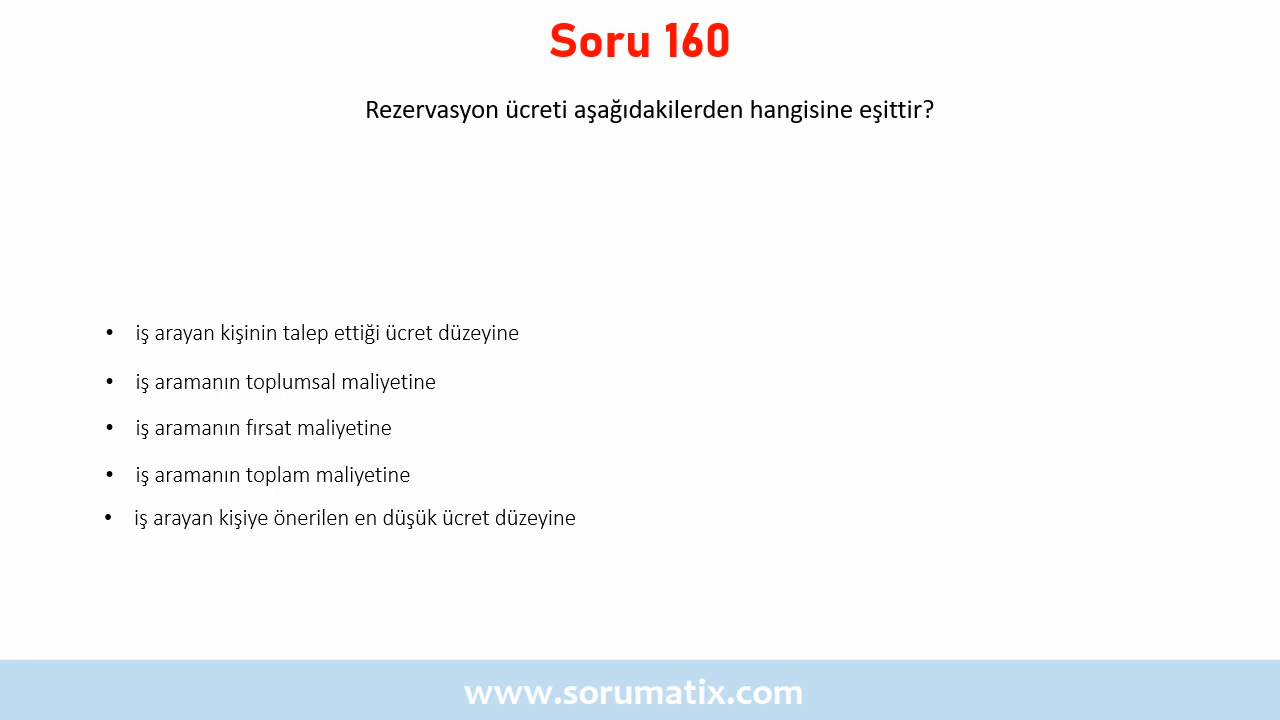 Soru 160
Rezervasyon ücreti aşağıdakilerden hangisine eşittir?
• iş arayan kişinin talep ettiği ücret düzeyine
• iş aramanın toplumsal maliyetine
• iş aramanın fırsat maliyetine
• iş aramanın toplam maliyetine
• iş arayan kişiye önerilen en düşük ücret düzeyine
www.sorumatix.com